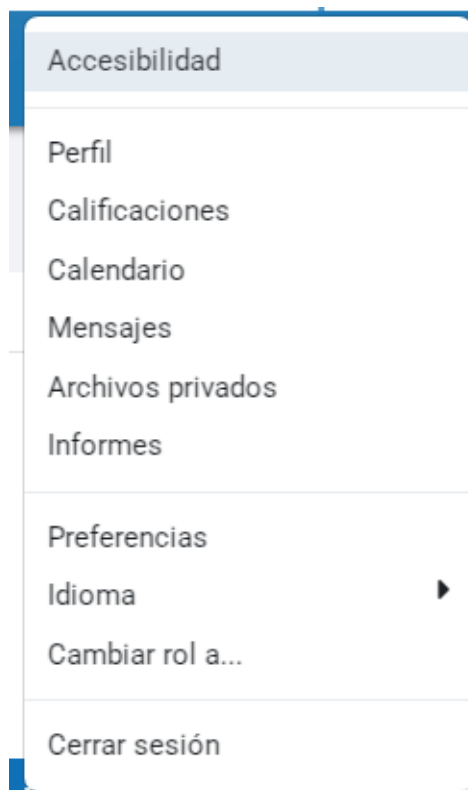 Accesibilidad
Perfil
Calificaciones
Calendario
Mensajes
Archivos privados
Informes
Preferencias
Idioma
Cambiar rol a...
Cerrar sesión